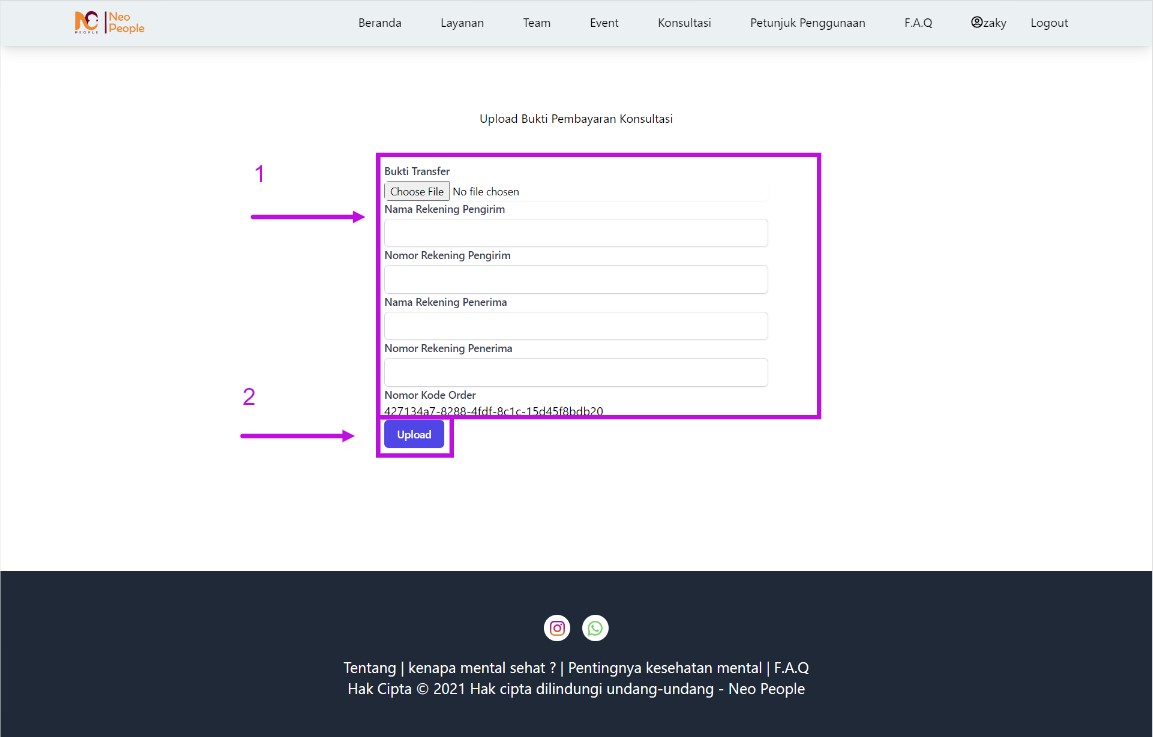 Neo
People
PEOPLE
Beranda Layanan Team Event Konsultasi Petunjuk Penggunaan F.A.Q zaky Logout
Upload Bukti Pembayaran Konsultasi
1
Bukti Transfer
Choose File No file chosen
Nama Rekening Pengirim
Nomor Rekening Pengirim
Nama Rekening Penerima
Nomor Rekening Penerima
2
Nomor Kode Order
427134a7-8288-4fdf-8c1c-15d45f8bdb20
Upload
Tentang | kenapa mental sehat ? | Pentingnya kesehatan mental | F.A.Q
Hak Cipta © 2021 Hak cipta dilindungi undang-undang - Neo People